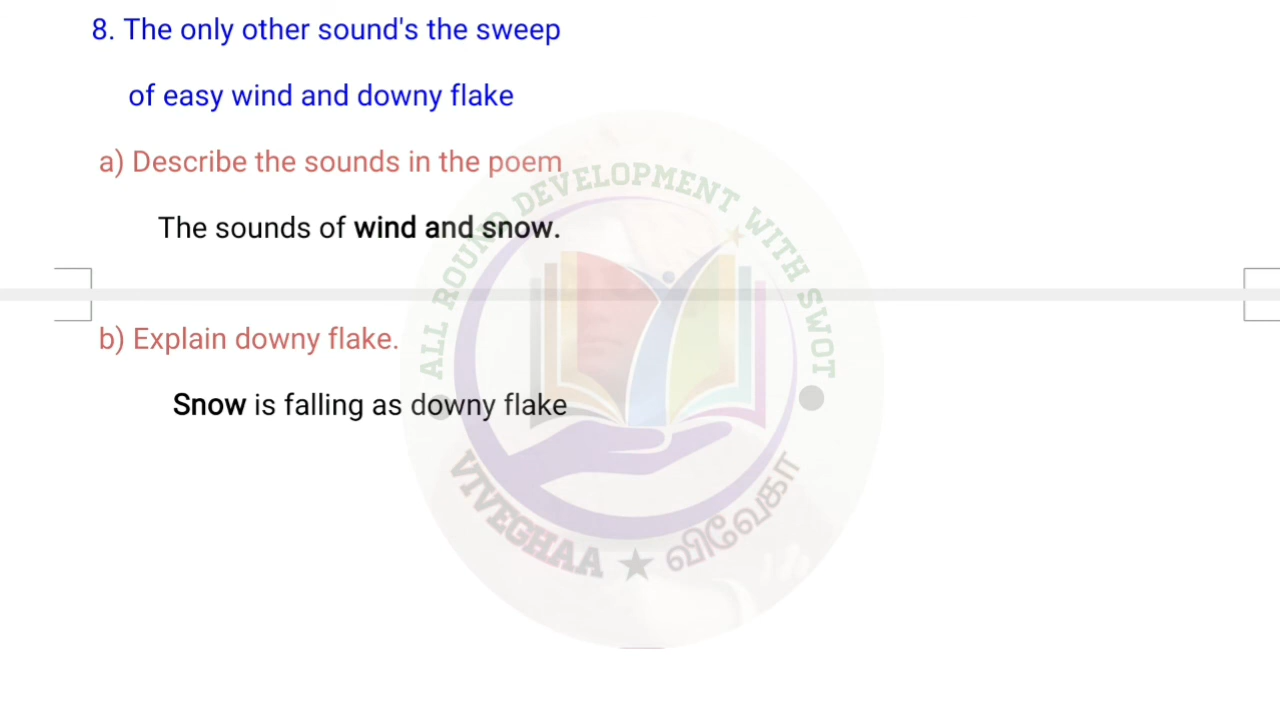 8. The only other sound's the sweep
of easy wind and downy flake
a) Describe the sounds in the poem
The sounds of wind and snow.
b) Explain downy flake.
Snow is falling as downy flake
ALL ROUND DEVELOPMENT WITH SWOT
VIVEGHAA ★ விவேகா